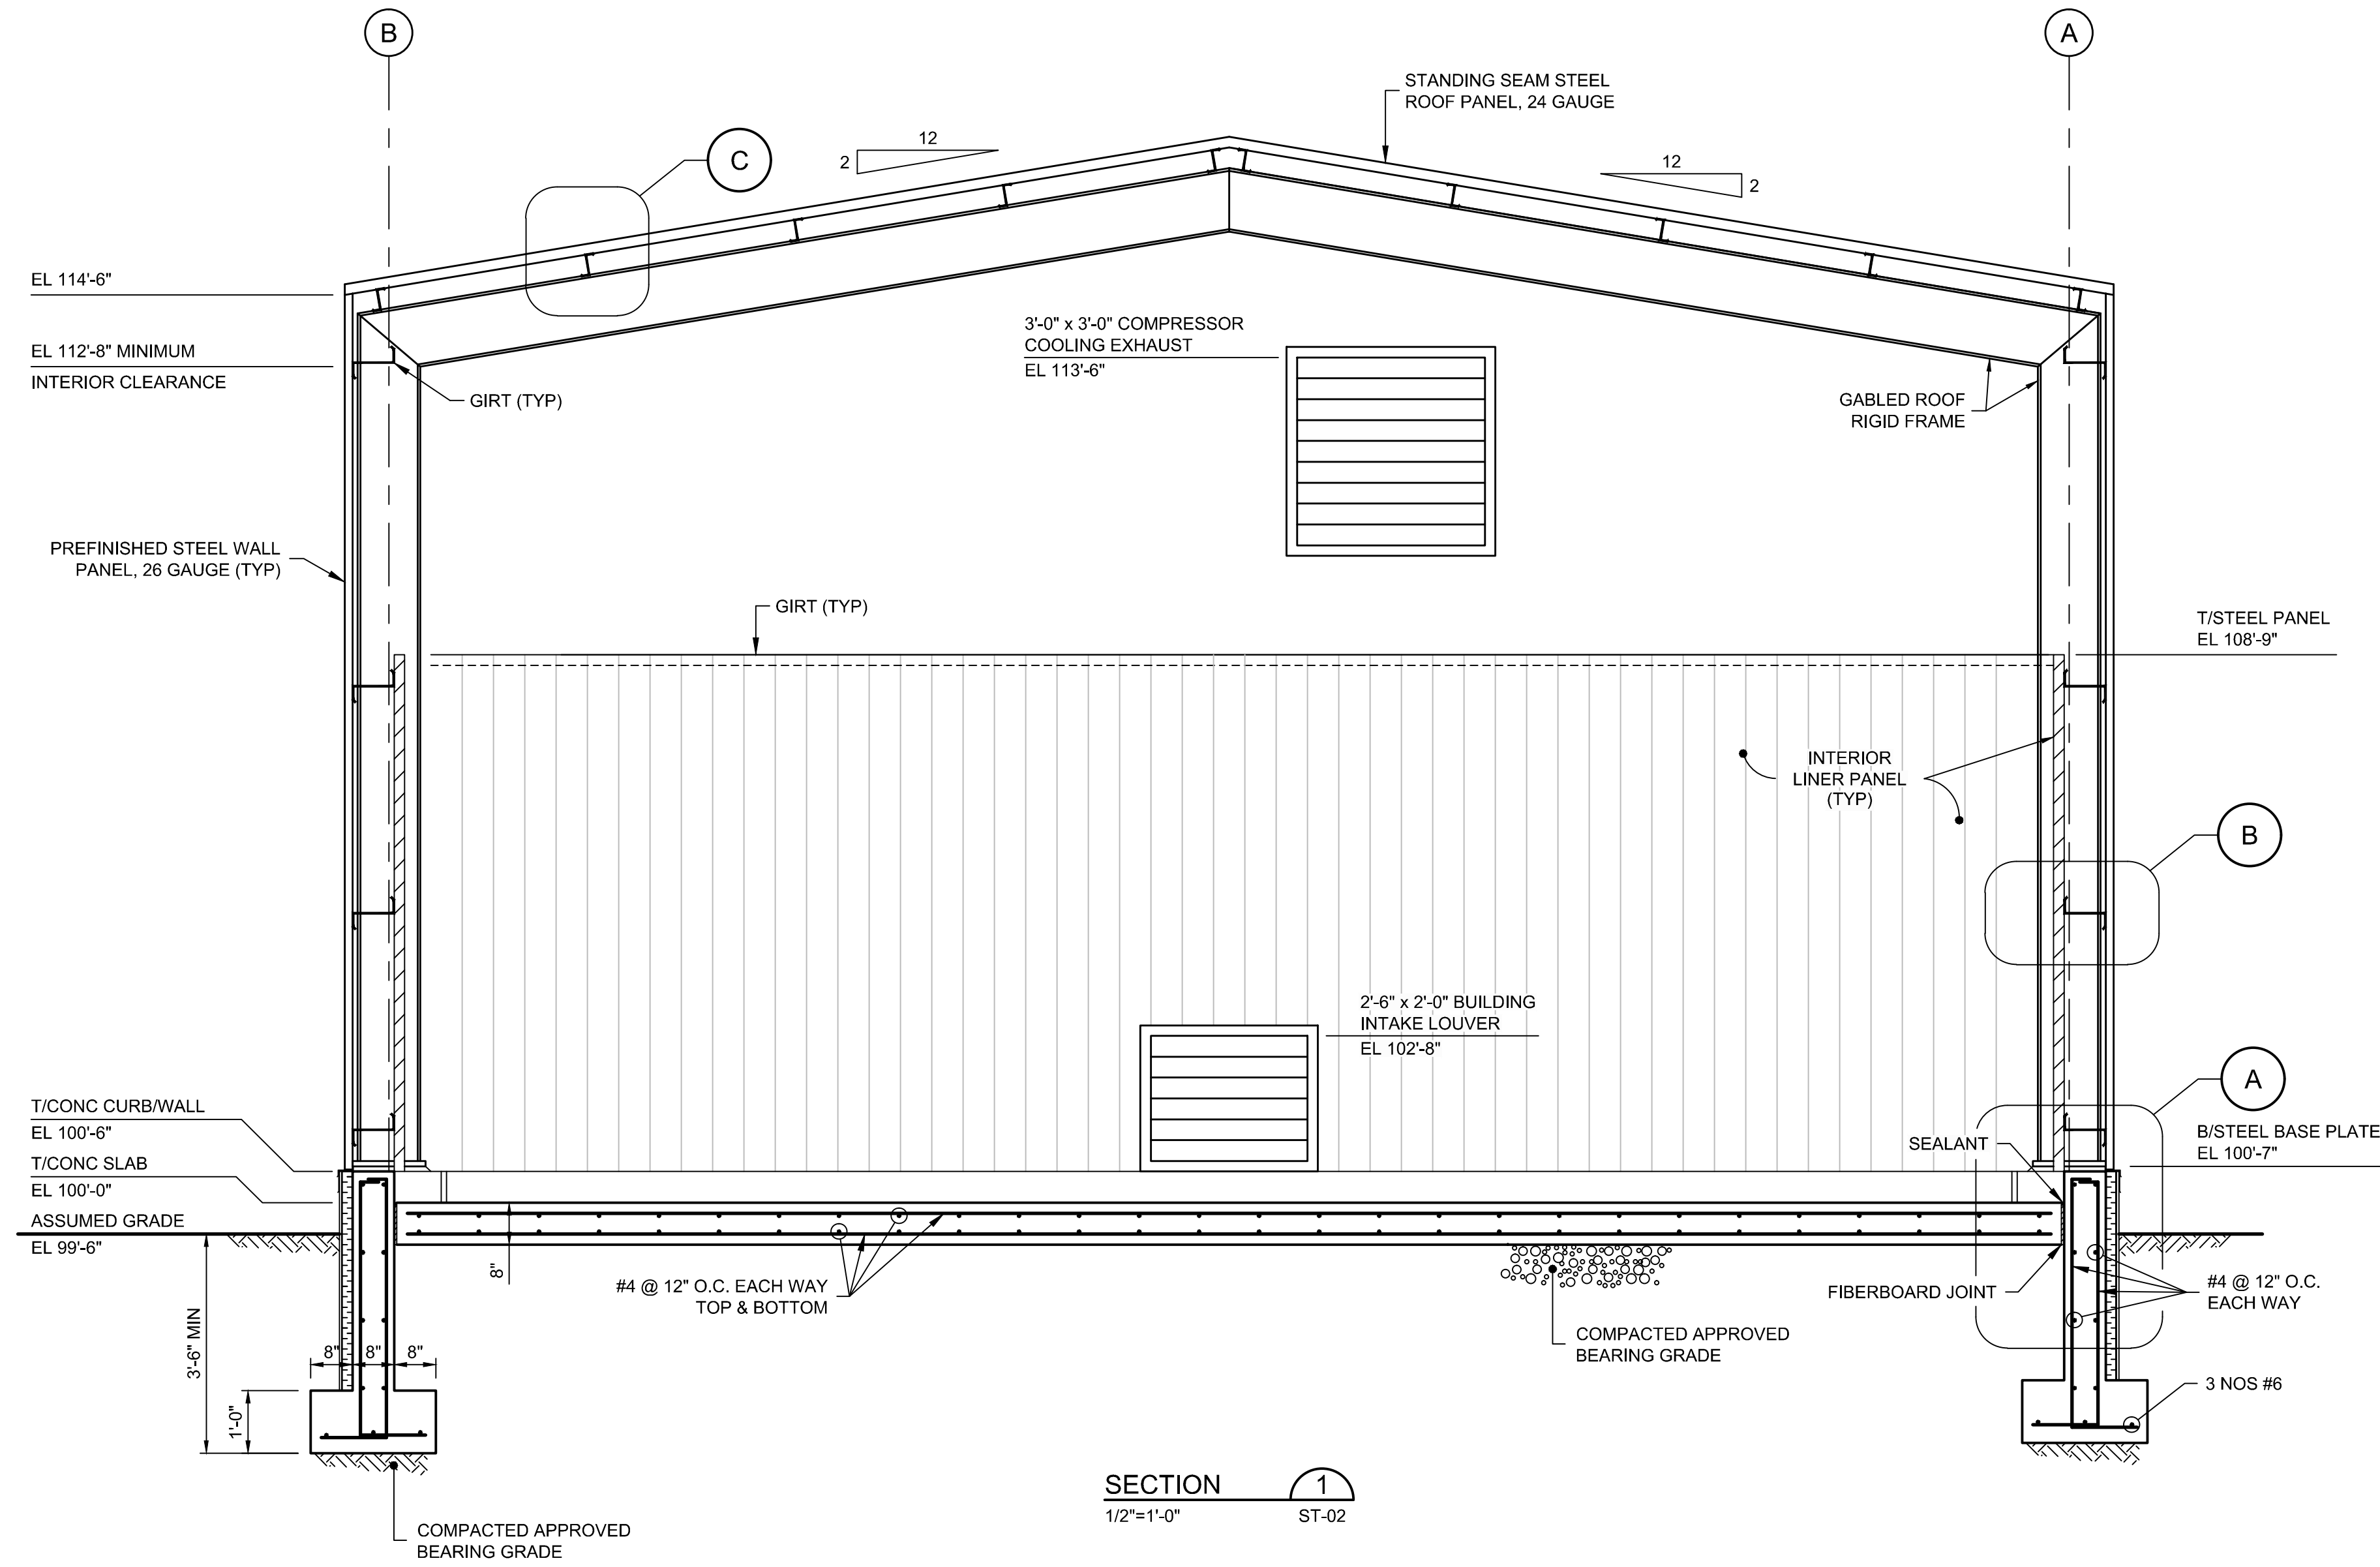 B
A
STANDING SEAM STEEL
ROOF PANEL, 24 GAUGE
C
12
2
12
2
EL 114'-6"
EL 112'-8" MINIMUM
INTERIOR CLEARANCE
GIRT (TYP)
3'-0" x 3'-0" COMPRESSOR
COOLING EXHAUST
EL 113'-6"
GABLED ROOF
RIGID FRAME
PREFINISHED STEEL WALL
PANEL, 26 GAUGE (TYP)
GIRT (TYP)
T/STEEL PANEL
EL 108'-9"
INTERIOR
LINER PANEL
(TYP)
B
2'-6" x 2'-0" BUILDING
INTAKE LOUVER
EL 102'-8"
A
T/CONC CURB/WALL
EL 100'-6"
T/CONC SLAB
EL 100'-0"
ASSUMED GRADE
EL 99'-6"
SEALANT
B/STEEL BASE PLATE
EL 100'-7"
8"
#4 @ 12" O.C. EACH WAY
TOP & BOTTOM
FIBERBOARD JOINT
#4 @ 12" O.C.
EACH WAY
COMPACTED APPROVED
BEARING GRADE
3'-6" MIN
8"
8"
8"
1'-0"
3 NOS #6
SECTION
1
1/2"=1'-0"
ST-02
COMPACTED APPROVED
BEARING GRADE